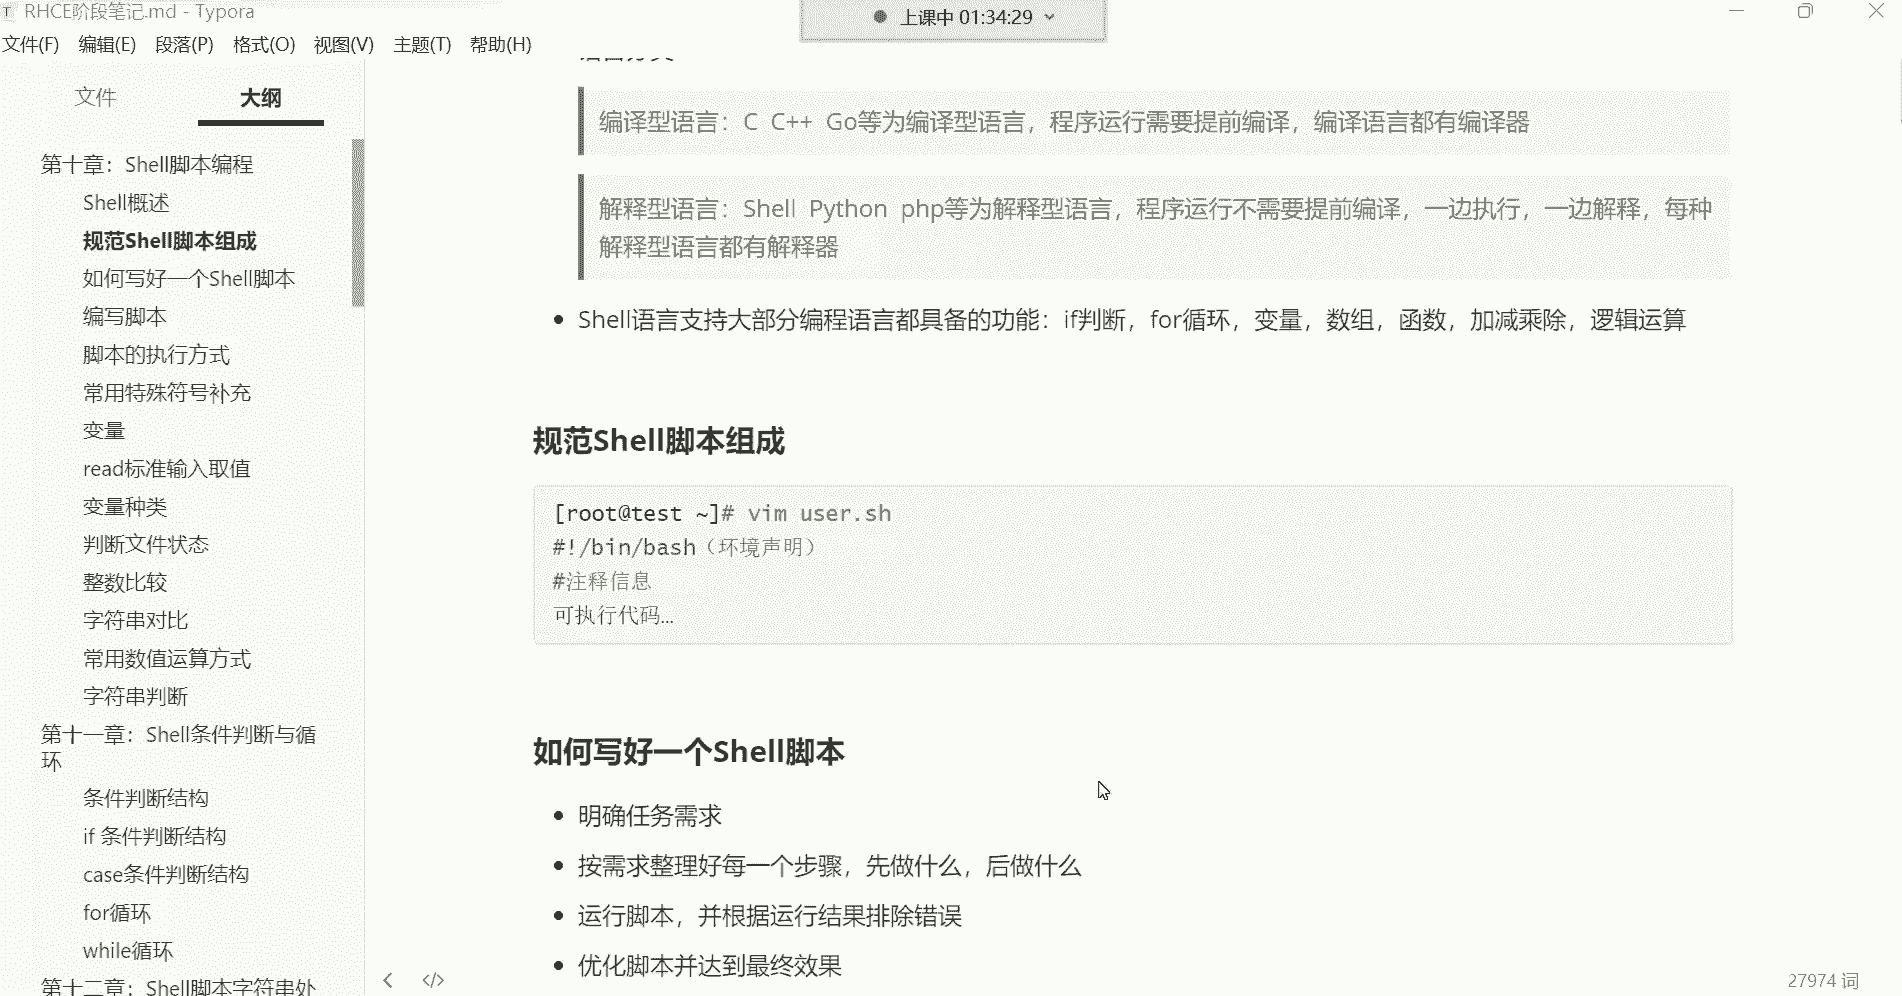 RHCE阶段笔记.md - Typora
上课中 01:34:29
文件(F) 编辑(E) 段落(P) 格式(O) 视图(V) 主题(T) 帮助(H)
文件 大纲
第十章：Shell脚本编程
Shell概述
规范Shell脚本组成
如何写好一个Shell脚本
编写脚本
脚本的执行方式
常用特殊符号补充
变量
read标准输入取值
变量种类
判断文件状态
整数比较
字符串对比
常用数值运算方式
字符串判断
第十一章：Shell条件判断与循
环
条件判断结构
if 条件判断结构
case条件判断结构
for循环
while循环
第十二章：Shell脚本字符串处
编译型语言：C C++ Go等为编译型语言，程序运行需要提前编译，编译语言都有编译器
解释型语言：Shell Python php等为解释型语言，程序运行不需要提前编译，一边执行，一边解释，每种
解释型语言都有解释器
Shell语言支持大部分编程语言都具备的功能：if判断，for循环，变量，数组，函数，加减乘除，逻辑运算
规范Shell脚本组成
[root@test ~]# vim user.sh
#!/bin/bash（环境声明）
#注释信息
可执行代码...
如何写好一个Shell脚本
明确任务需求
按需求整理好每一个步骤，先做什么，后做什么
运行脚本，并根据运行结果排除错误
优化脚本并达到最终效果
27974 词